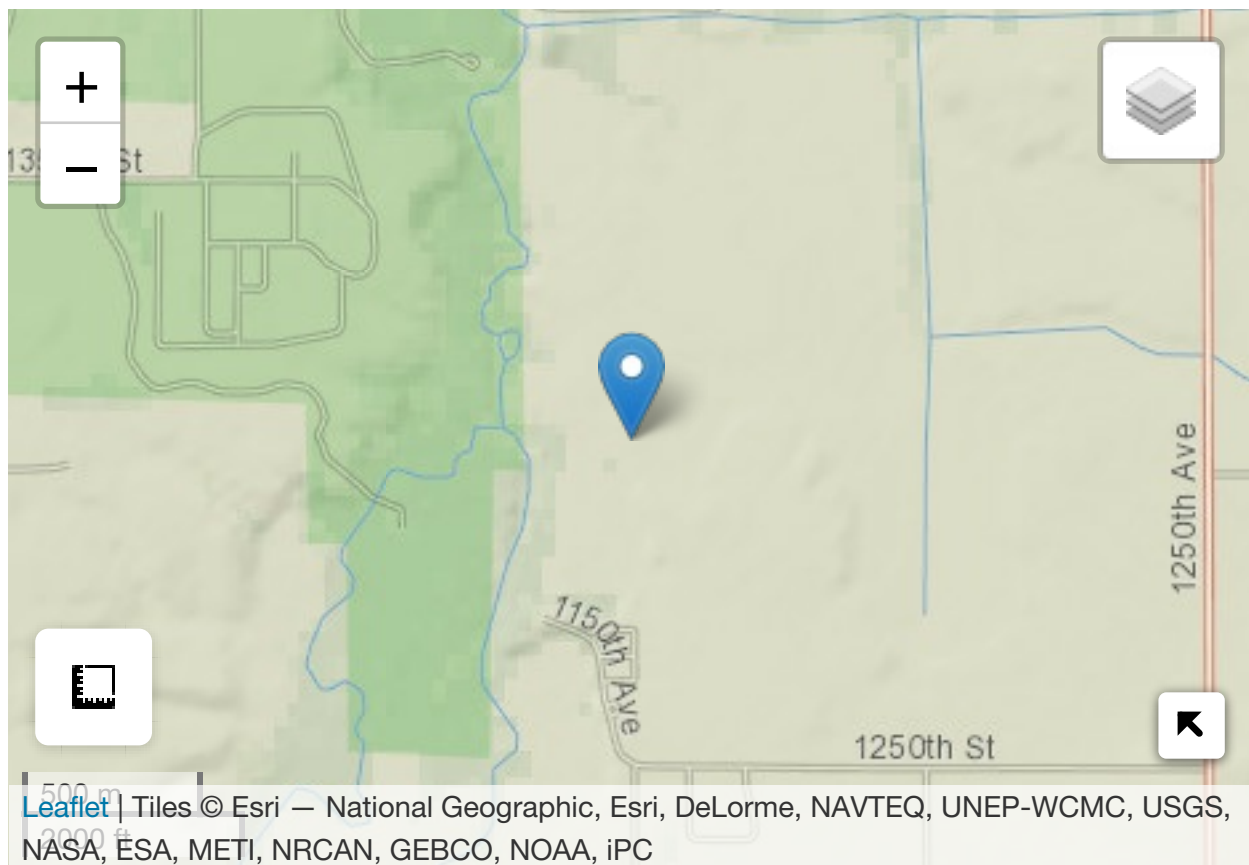 +
−
St
1150th Ave
1250th Ave
1250th St
500 m
2000 ft
Leaflet | Tiles © Esri — National Geographic, Esri, DeLorme, NAVTEQ, UNEP-WCMC, USGS,
NASA, ESA, METI, NRCAN, GEBCO, NOAA, iPC